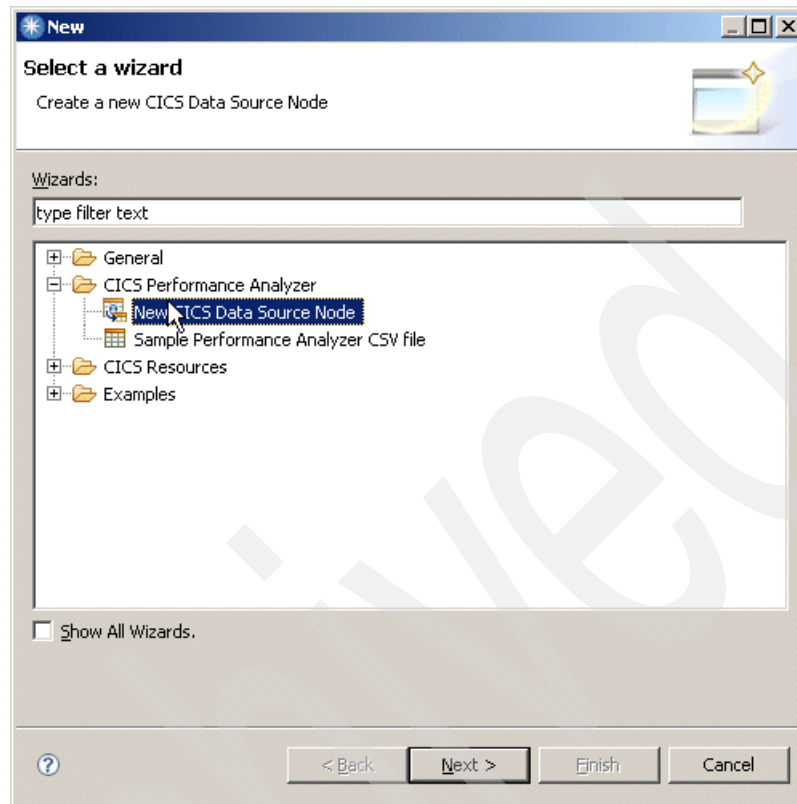 New
Select a wizard
Create a new CICS Data Source Node
Wizards:
type filter text
General
CICS Performance Analyzer
New CICS Data Source Node
Sample Performance Analyzer CSV file
CICS Resources
Examples
Show All Wizards.
< Back Next > Finish Cancel